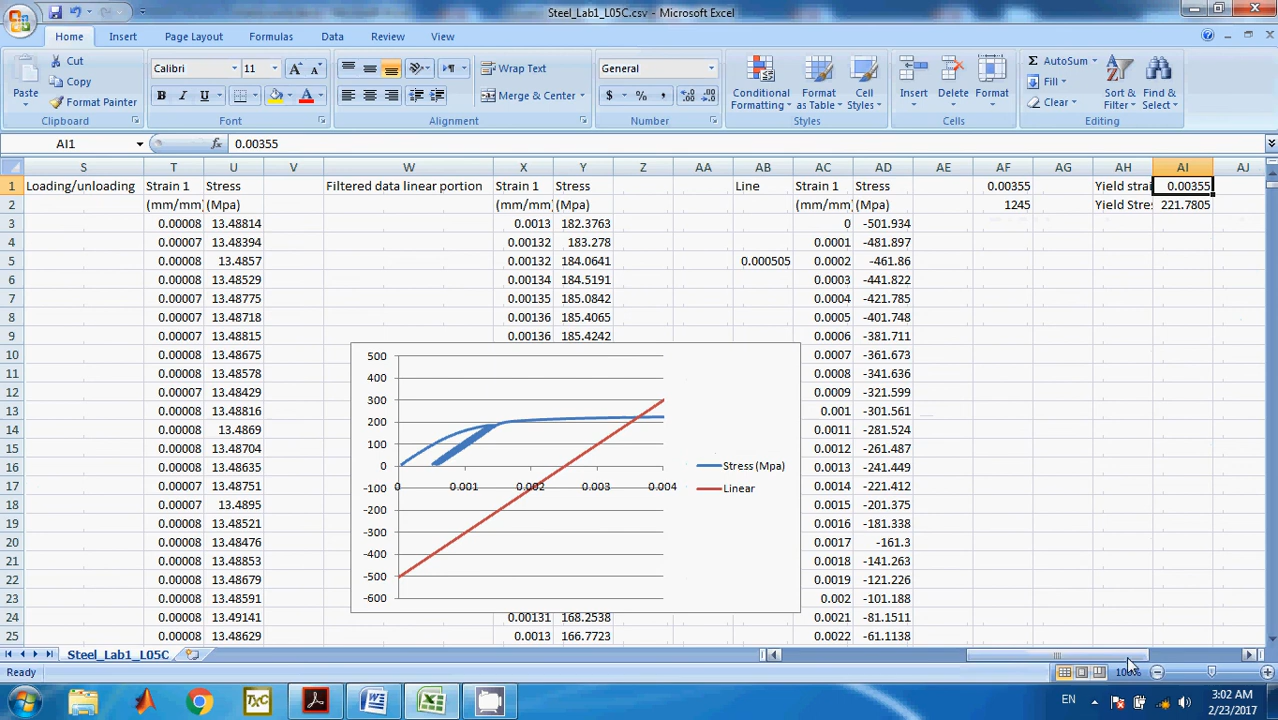 Steel_Lab1_L05C.csv - Microsoft Excel
Home Insert Page Layout Formulas Data Review View
Paste Cut Copy Format Painter Clipboard
Calibri 11 B I U A Font
Wrap Text Merge & Center Alignment
General $ % , Number
Conditional Formatting Format as Table Cell Styles Styles
Insert Delete Format Cells
AutoSum Fill Clear Sort & Filter Find & Select Editing
AI1 fx 0.00355
S T U V W X Y Z AA AB AC AD AE AF AG AH AI AJ
1 Loading/unloading Strain 1 Stress Filtered data linear portion Strain 1 Stress Line Strain 1 Stress 0.00355 Yield strai 0.00355
2 (mm/mm) (Mpa) (mm/mm) (Mpa) (mm/mm) (Mpa) 1245 Yield Stres 221.7805
3 0.00008 13.48814 0.0013 182.3763 0 -501.934
4 0.00007 13.48394 0.00132 183.278 0.0001 -481.897
5 0.00008 13.4857 0.00132 184.0641 0.000505 0.0002 -461.86
6 0.00008 13.48529 0.00134 184.5191 0.0003 -441.822
7 0.00007 13.48775 0.00135 185.0842 0.0004 -421.785
8 0.00008 13.48718 0.00136 185.4065 0.0005 -401.748
9 0.00007 13.48815 0.00136 185.4242 0.0006 -381.711
10 0.00008 13.48675 0.0007 -361.673
11 0.00008 13.48578 0.0008 -341.636
12 0.00007 13.48429 0.0009 -321.599
13 0.00008 13.48816 0.001 -301.561
14 0.00008 13.4869 0.0011 -281.524
15 0.00008 13.48704 0.0012 -261.487
16 0.00008 13.48635 0.0013 -241.449
17 0.00008 13.48751 0.0014 -221.412
18 0.00007 13.4895 0.0015 -201.375
19 0.00008 13.48521 0.0016 -181.338
20 0.00008 13.48476 0.0017 -161.3
21 0.00008 13.48853 0.0018 -141.263
22 0.00008 13.48679 0.0019 -121.226
23 0.00008 13.48591 0.002 -101.188
24 0.00008 13.49141 0.00131 168.2538 0.0021 -81.1511
25 0.00008 13.48629 0.0013 166.7723 0.0022 -61.1138
500
400
300
200
100
0
-100
-200
-300
-400
-500
-600
0 0.001 0.002 0.003 0.004
Stress (Mpa)
Linear
Steel_Lab1_L05C
Ready 100%
TXC EN 3:02 AM
2/23/2017